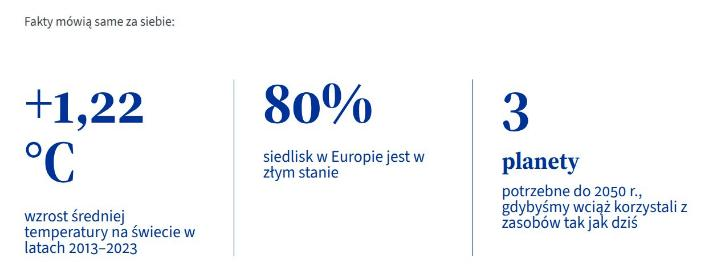 Fakty mówią same za siebie:
+1,22
°C
wzrost średniej
temperatury na świecie w
latach 2013–2023
80%
siedlisk w Europie jest w
złym stanie
3
planety
potrzebne do 2050 r.,
gdybyśmy wciąż korzystali z
zasobów tak jak dziś